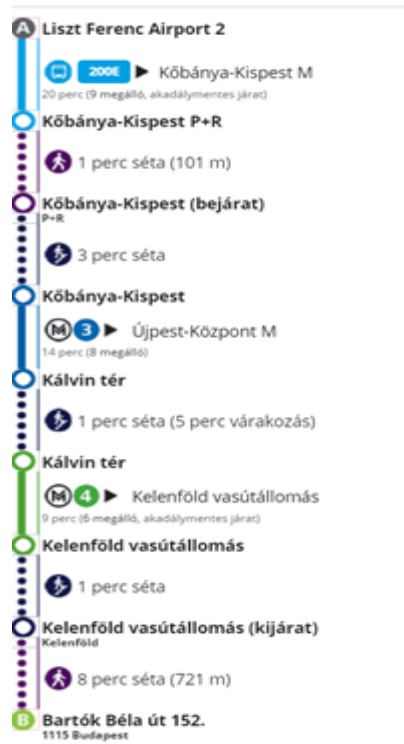 A Liszt Ferenc Airport 2
200E ► Kőbánya-Kispest M
20 perc (9 megálló, akadálymentes járat)
Kőbánya-Kispest P+R
1 perc séta (101 m)
Kőbánya-Kispest (bejárat)
P+R
3 perc séta
Kőbánya-Kispest
M 3 ► Újpest-Központ M
14 perc (8 megálló)
Kálvin tér
1 perc séta (5 perc várakozás)
Kálvin tér
M 4 ► Kelenföld vasútállomás
9 perc (6 megálló, akadálymentes járat)
Kelenföld vasútállomás
1 perc séta
Kelenföld vasútállomás (kijárat)
Kelenföld
8 perc séta (721 m)
B Bartók Béla út 152.
1115 Budapest